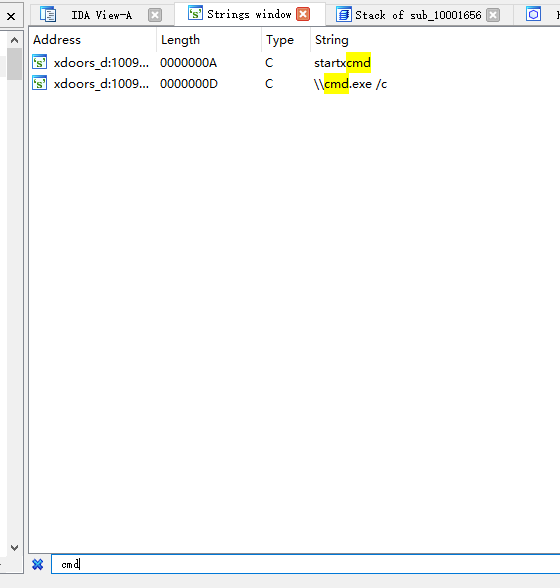 IDA View-A Strings window Stack of sub_10001656
Address Length Type String
xdoors_d:1009... 0000000A C startxcmd
xdoors_d:1009... 0000000D C \\cmd.exe /c
cmd